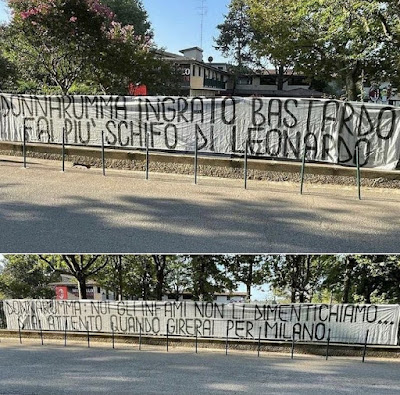 DONNARUMMA INGRATO BASTARDO
FAI PIU' SCHIFO DI LEONARDO
DONNARUMMA: NOI GLI INFAMI NON LI DIMENTICHIAMO...
ATTENTO QUANDO GIRERAI PER MILANO